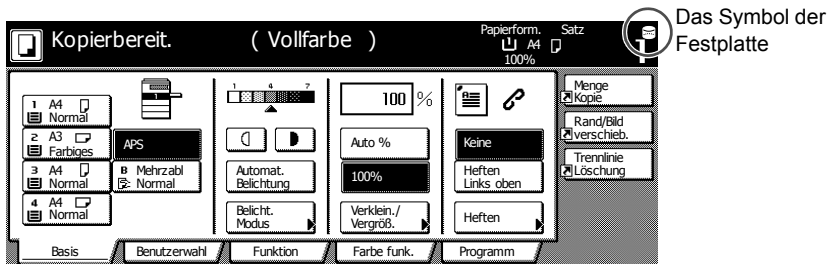 Das Symbol der
Festplatte
Kopierbereit. ( Vollfarbe )
Papierform. Satz
A4 1
100%
1 A4
Normal
2 A3
Farbiges
3 A4
Normal
4 A4
Normal
APS
B Mehrzabl
Normal
1 4 7
Automat.
Belichtung
Belicht.
Modus
100 %
Auto %
100%
Verklein./
Vergröß.
Keine
Heften
Links oben
Heften
Menge
Kopie
Rand/Bild
verschieb.
Trennlinie
Löschung
Basis
Benutzerwahl
Funktion
Farbe funk.
Programm